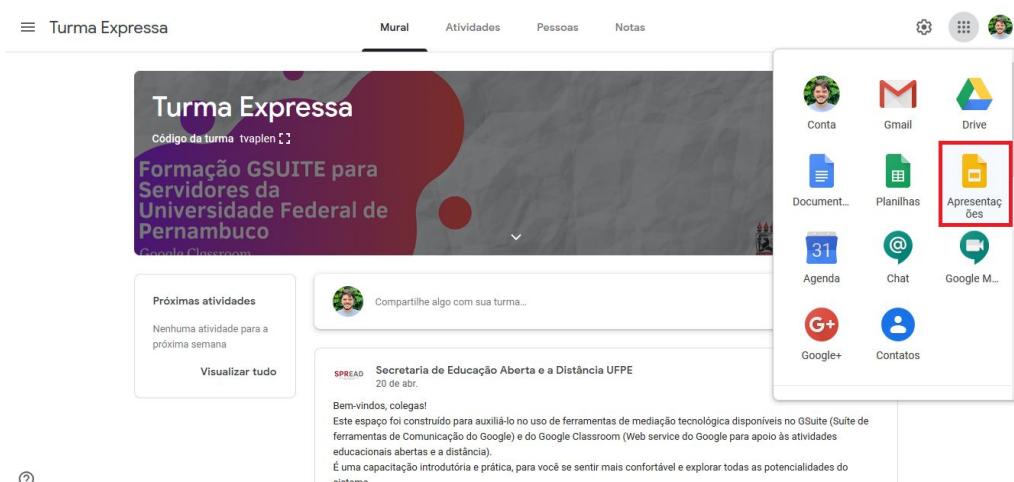 Turma Expressa
Mural Atividades Pessoas Notas
Turma Expressa
Código da turma tvaplen
Formação GSUITE para
Servidores da
Universidade Federal de
Pernambuco
Google Classroom
Conta Gmail Drive
Document... Planilhas Apresentaç
ões
31
Agenda Chat Google M...
G+
Google+ Contatos
Próximas atividades
Nenhuma atividade para a
próxima semana
Visualizar tudo
Compartilhe algo com sua turma...
SPREAD
Secretaria de Educação Aberta e a Distância UFPE
20 de abr.
Bem-vindos, colegas!
Este espaço foi construído para auxiliá-lo no uso de ferramentas de mediação tecnológica disponíveis no GSuite (Suíte de
ferramentas de Comunicação do Google) e do Google Classroom (Web service do Google para apoio às atividades
educacionais abertas e a distância).
É uma capacitação introdutória e prática, para você se sentir mais confortável e explorar todas as potencialidades do
sistema